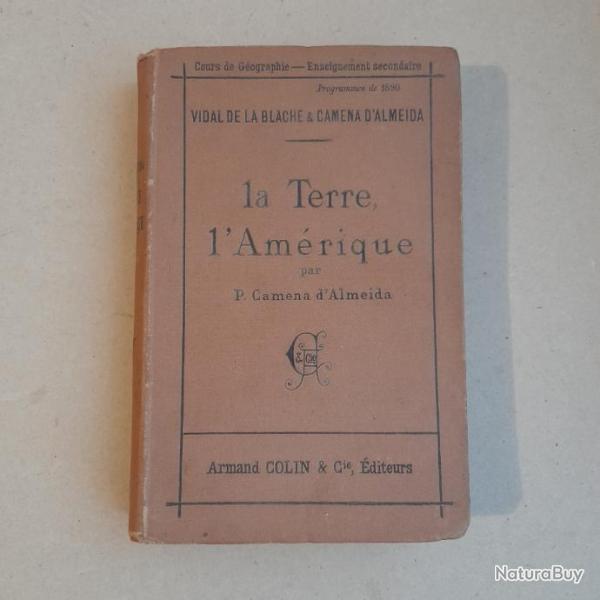 Cours de Géographie — Enseignement secondaire
Programmes de 1890
VIDAL DE LA BLACHE & CAMENA D'ALMEIDA
la Terre,
l'Amérique
par
P. Camena d'Almeida
& Cie
Armand COLIN & Cie, Éditeurs
NaturaBuy